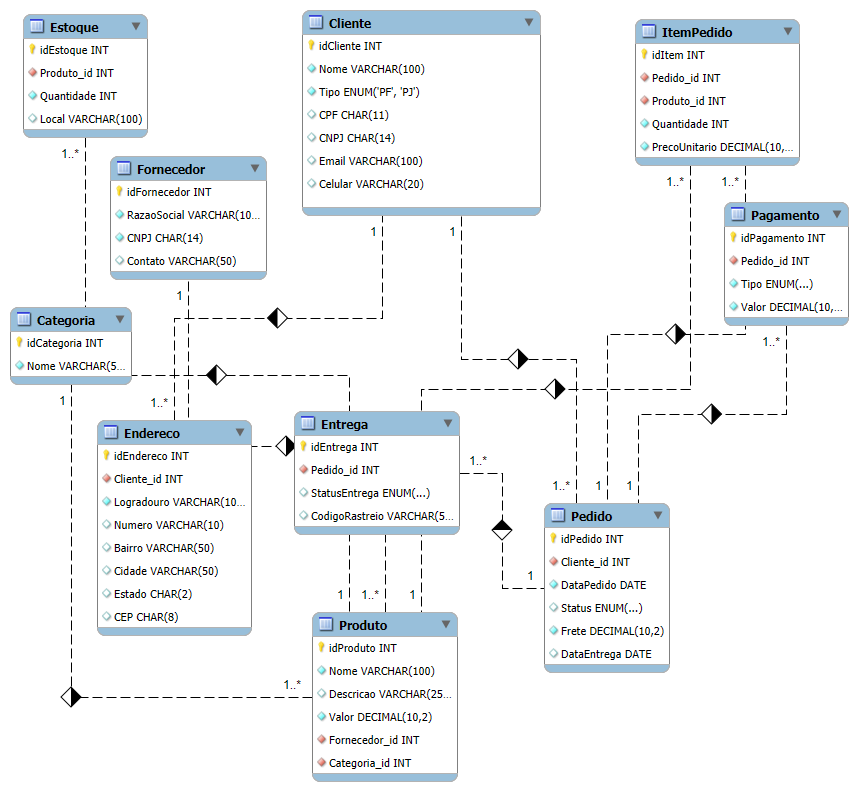 Estoque
idEstoque INT
Produto_id INT
Quantidade INT
Local VARCHAR(100)
1..*
Cliente
idCliente INT
Nome VARCHAR(100)
Tipo ENUM('PF', 'PJ')
CPF CHAR(11)
CNPJ CHAR(14)
Email VARCHAR(100)
Celular VARCHAR(20)
1
1
ItemPedido
idItem INT
Pedido_id INT
Produto_id INT
Quantidade INT
PrecoUnitario DECIMAL(10,...
1..*
1..*
Fornecedor
idFornecedor INT
RazaoSocial VARCHAR(10...
CNPJ CHAR(14)
Contato VARCHAR(50)
1
Pagamento
idPagamento INT
Pedido_id INT
Tipo ENUM(...)
Valor DECIMAL(10,...
1..*
Categoria
idCategoria INT
Nome VARCHAR(5...
1
1..*
Endereco
idEndereco INT
Cliente_id INT
Logradouro VARCHAR(10...
Numero VARCHAR(10)
Bairro VARCHAR(50)
Cidade VARCHAR(50)
Estado CHAR(2)
CEP CHAR(8)
Entrega
idEntrega INT
Pedido_id INT
StatusEntrega ENUM(...)
CodigoRastreio VARCHAR(5...
1..*
1
1..*
1
1..*
1
1
1
Pedido
idPedido INT
Cliente_id INT
DataPedido DATE
Status ENUM(...)
Frete DECIMAL(10,2)
DataEntrega DATE
1..*
Produto
idProduto INT
Nome VARCHAR(100)
Descricao VARCHAR(25...
Valor DECIMAL(10,2)
Fornecedor_id INT
Categoria_id INT